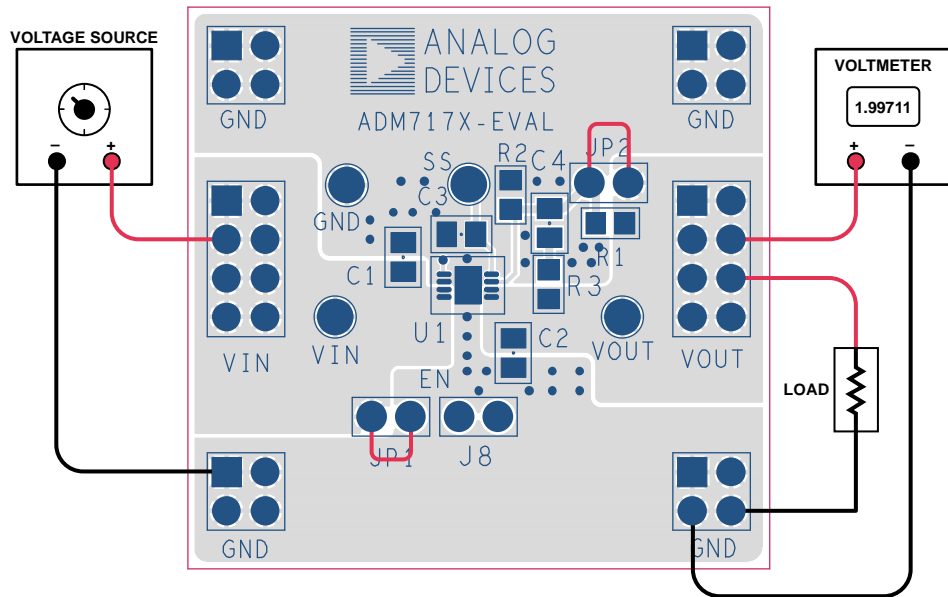 VOLTAGE SOURCE
− +
ANALOG
DEVICES
ADM717X-EVAL
GND
GND
VOLTMETER
1.99711
+ −
SS
R2
C4
JP2
GND
C3
R1
C1
R3
U1
C2
VIN
VIN
VOUT
VOUT
EN
LOAD
JP1
J8
GND
GND